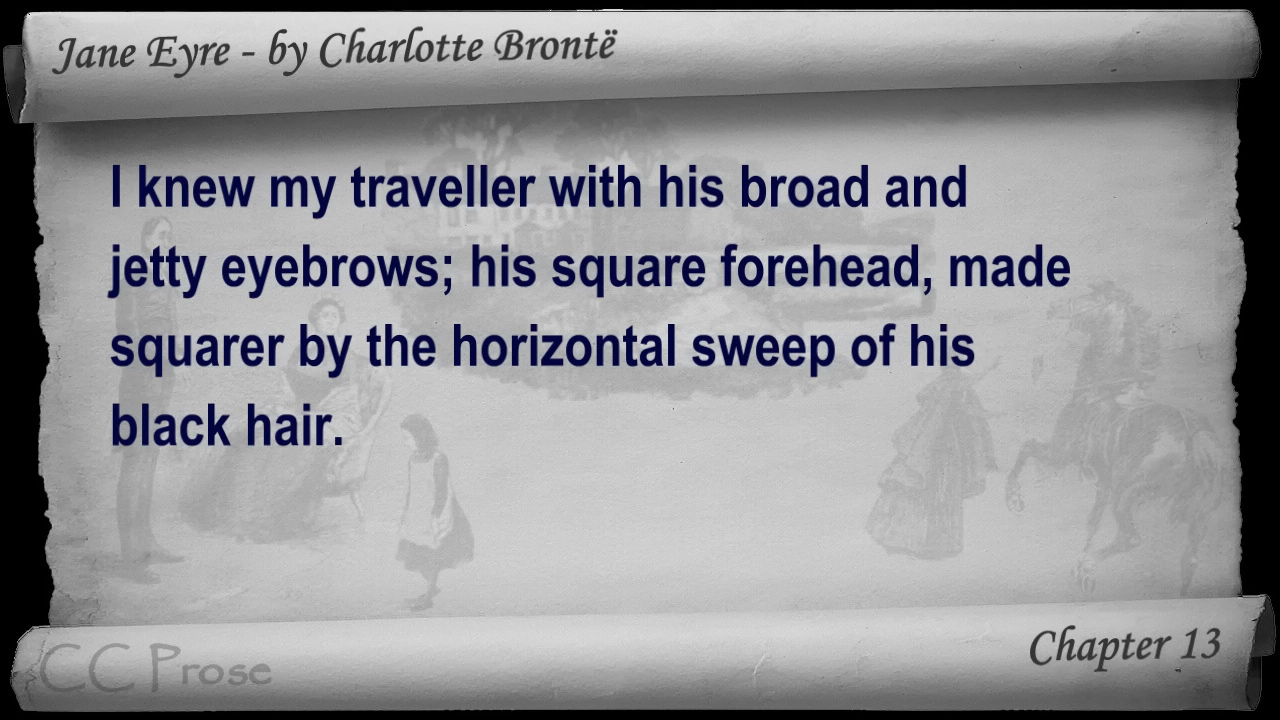 Jane Eyre - by Charlotte Brontë
I knew my traveller with his broad and
jetty eyebrows; his square forehead, made
squarer by the horizontal sweep of his
black hair.
CC Prose
Chapter 13